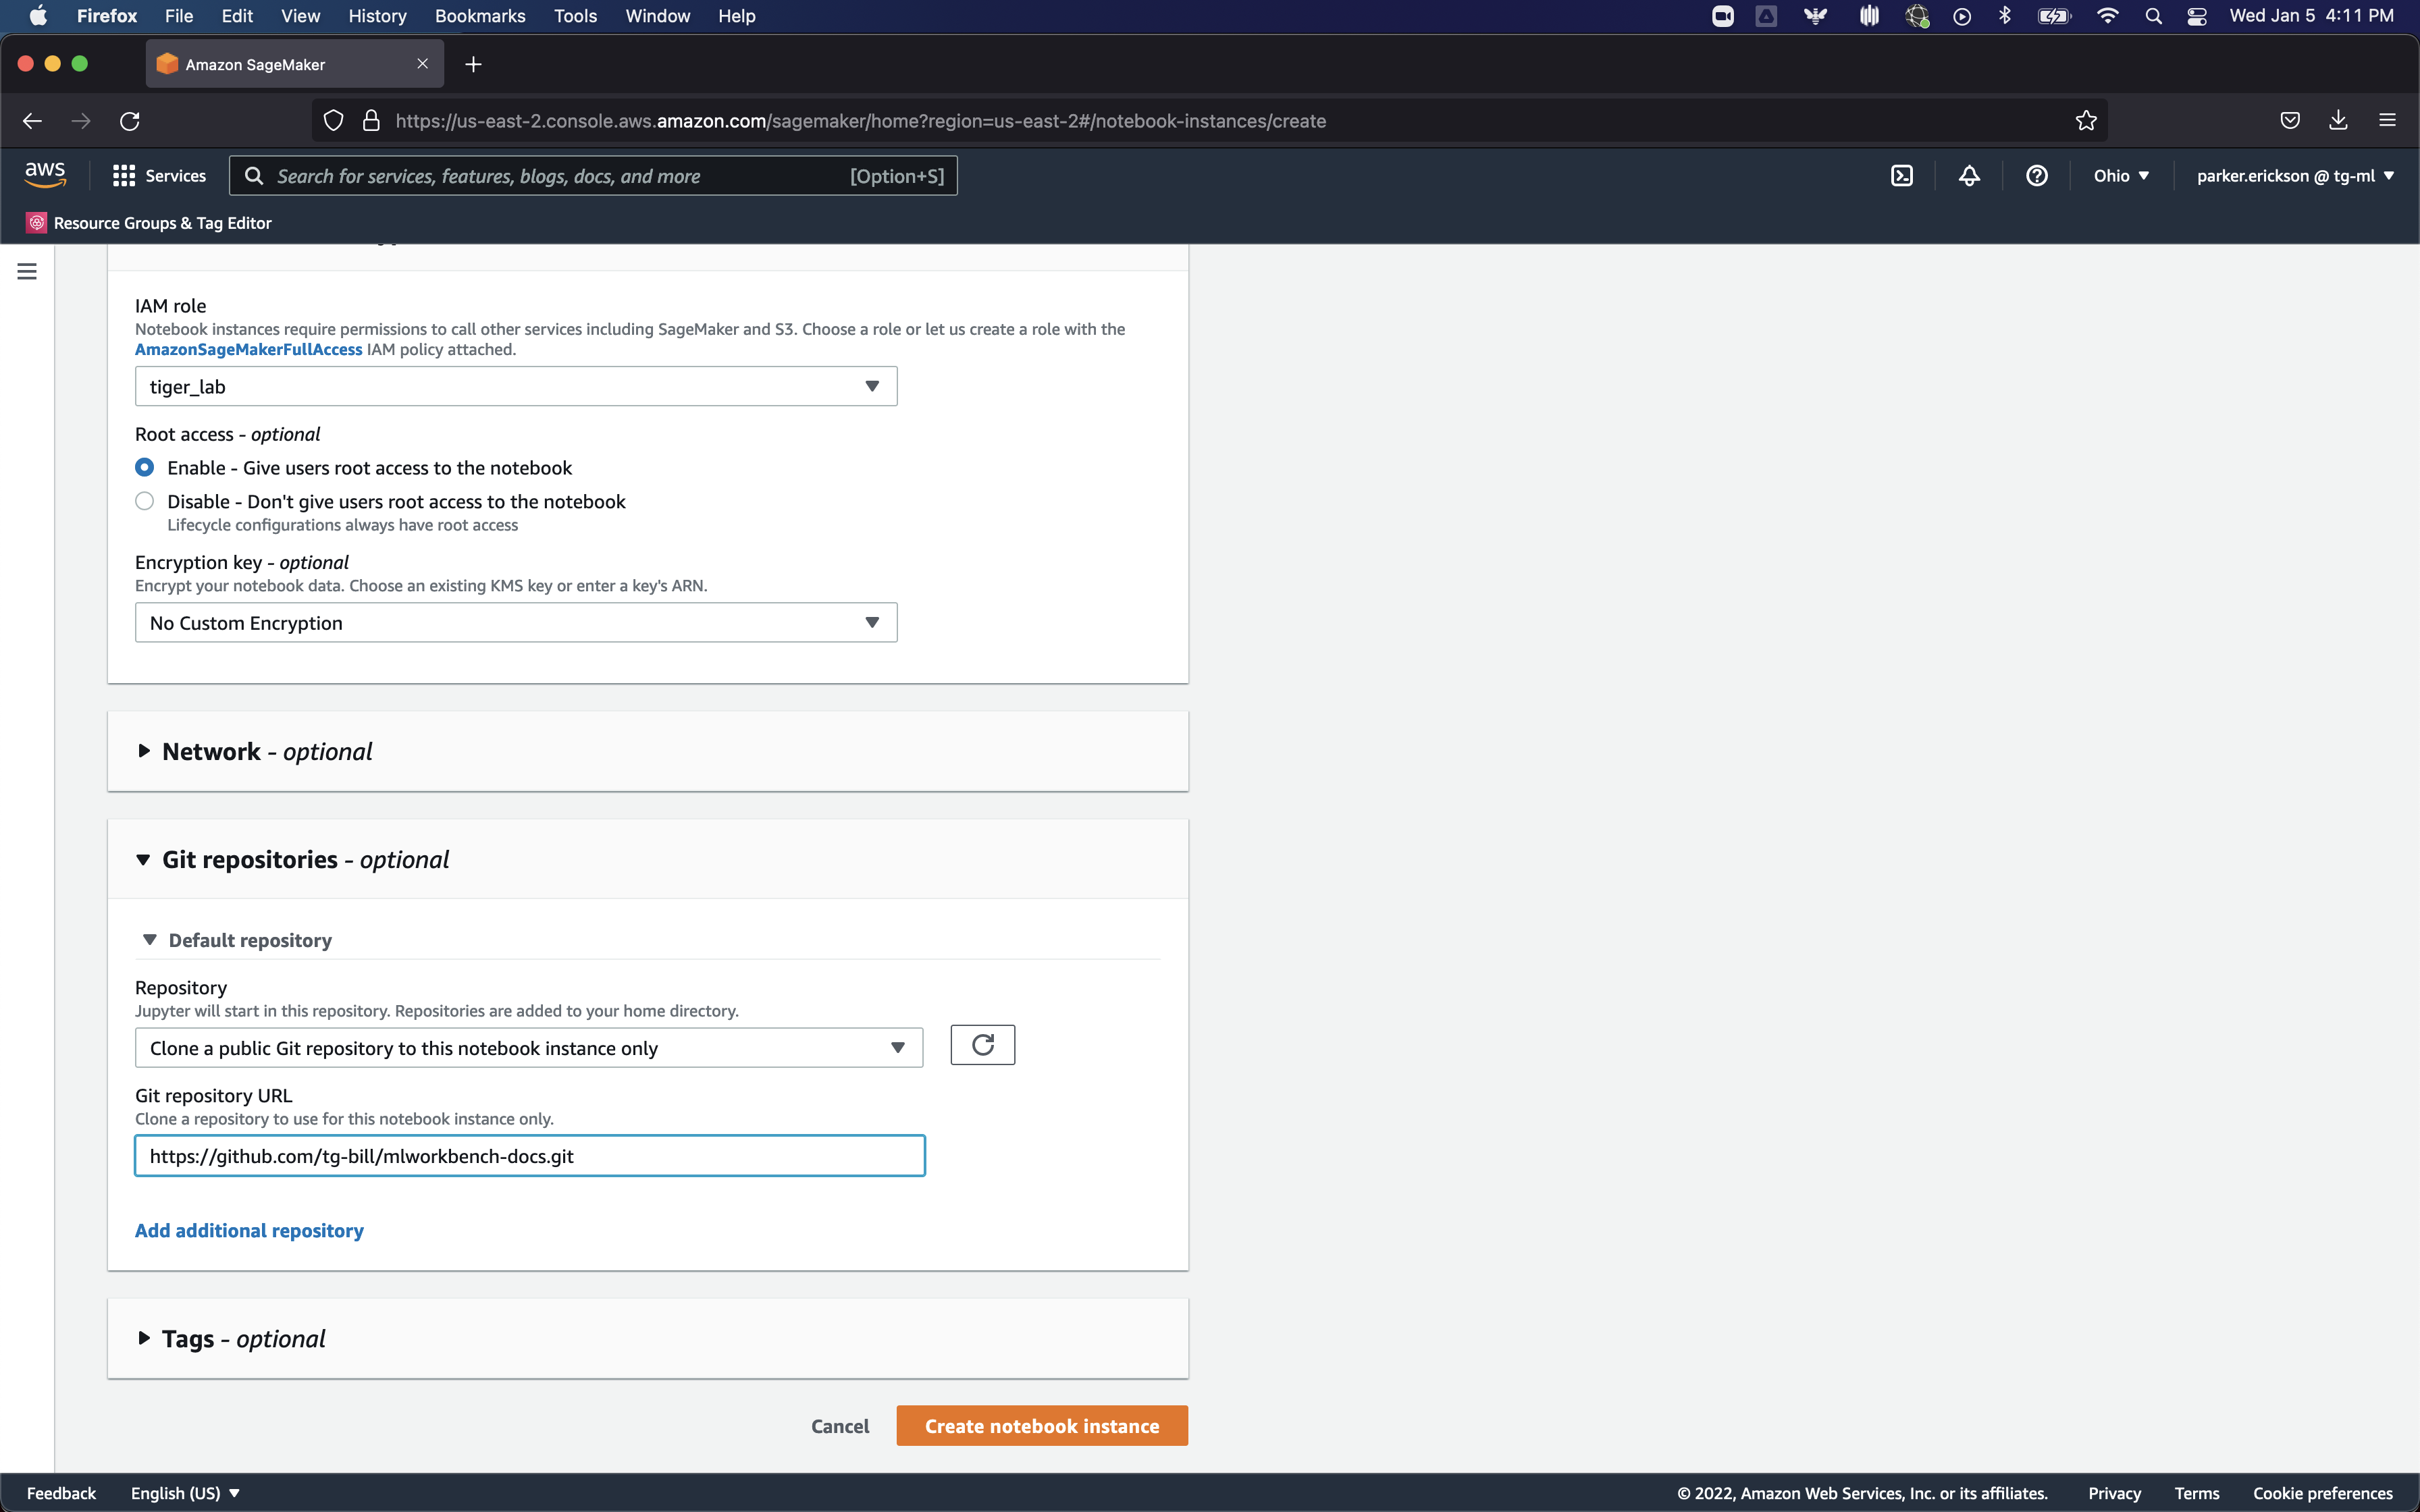 Firefox File Edit View History Bookmarks Tools Window Help Wed Jan 5 4:11 PM
Amazon SageMaker
https://us-east-2.console.aws.amazon.com/sagemaker/home?region=us-east-2#/notebook-instances/create
aws Services Search for services, features, blogs, docs, and more [Option+S] Ohio parker.erickson @ tg-ml
Resource Groups & Tag Editor
IAM role
Notebook instances require permissions to call other services including SageMaker and S3. Choose a role or let us create a role with the
AmazonSageMakerFullAccess IAM policy attached.
tiger_lab
Root access - optional
Enable - Give users root access to the notebook
Disable - Don't give users root access to the notebook
Lifecycle configurations always have root access
Encryption key - optional
Encrypt your notebook data. Choose an existing KMS key or enter a key's ARN.
No Custom Encryption
Network - optional
Git repositories - optional
Default repository
Repository
Jupyter will start in this repository. Repositories are added to your home directory.
Clone a public Git repository to this notebook instance only
Git repository URL
Clone a repository to use for this notebook instance only.
https://github.com/tg-bill/mlworkbench-docs.git
Add additional repository
Tags - optional
Cancel Create notebook instance
Feedback English (US) © 2022, Amazon Web Services, Inc. or its affiliates. Privacy Terms Cookie preferences